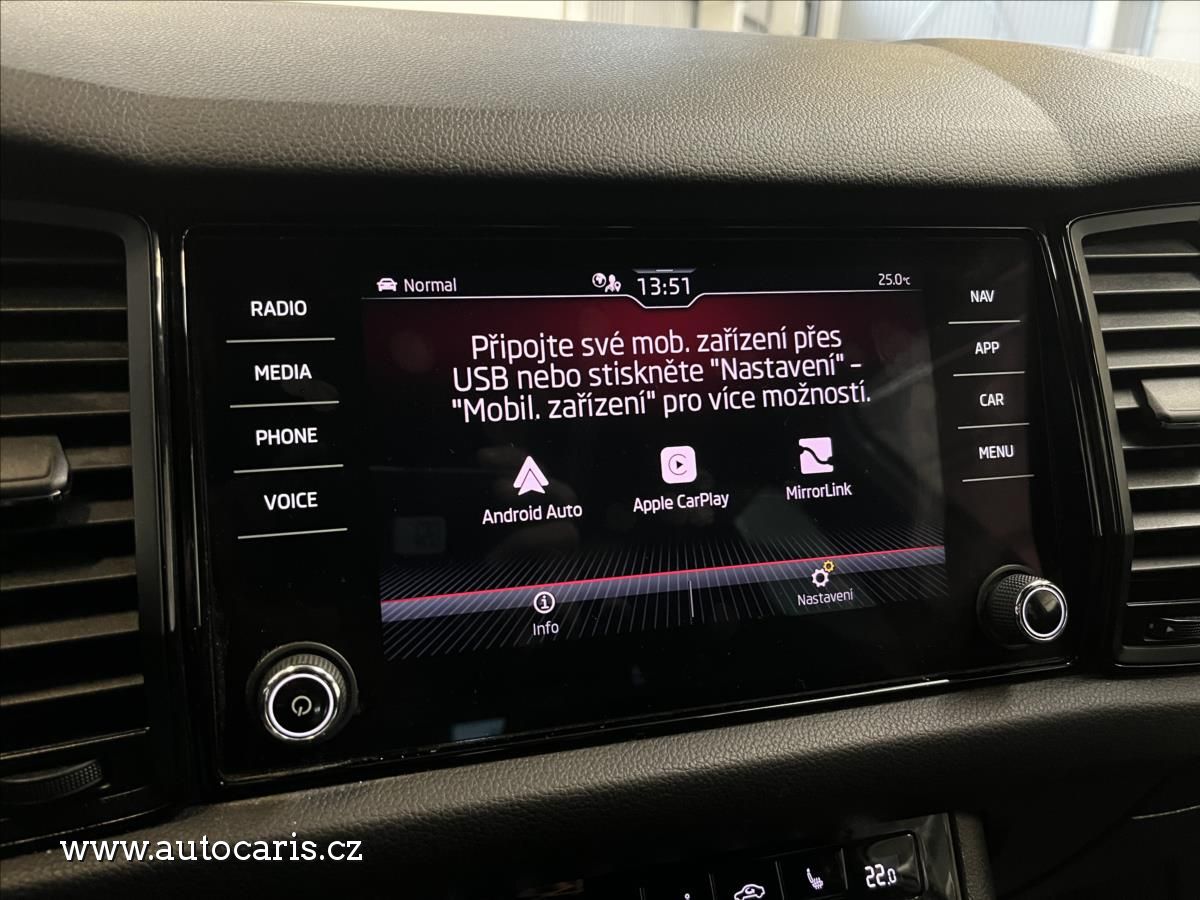 Normal
13:51
25.0°C
RADIO
MEDIA
PHONE
VOICE
NAV
APP
CAR
MENU
Připojte své mob. zařízení přes
USB nebo stiskněte "Nastavení" –
"Mobil. zařízení" pro více možností.
Android Auto
Apple CarPlay
MirrorLink
Info
Nastavení
www.autocaris.cz
22.0